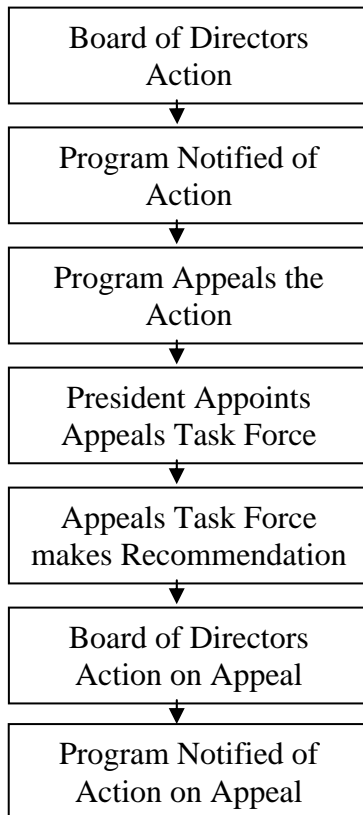 Board of Directors
Action
Program Notified of
Action
Program Appeals the
Action
President Appoints
Appeals Task Force
Appeals Task Force
makes Recommendation
Board of Directors
Action on Appeal
Program Notified of
Action on Appeal